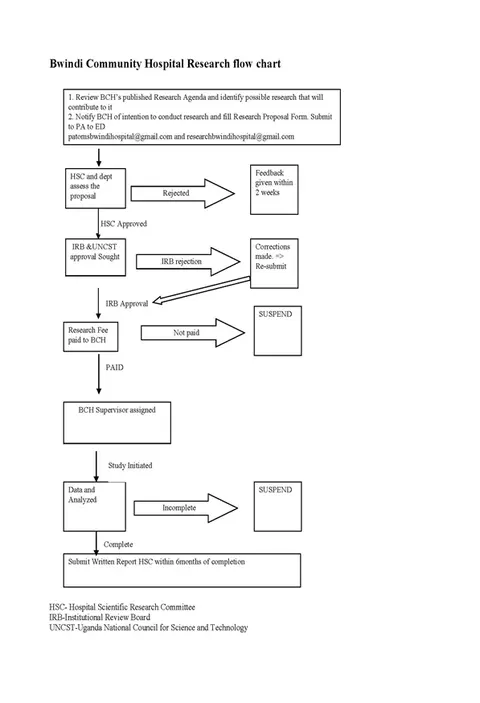 Bwindi Community Hospital Research flow chart
1. Review BCH's published Research Agenda and identify possible research that will
contribute to it
2. Notify BCH of intention to conduct research and fill Research Proposal Form. Submit
to PA to ED
patomsbwindihospital@gmail.com and researchbwindihospital@gmail.com
HSC and dept
assess the
proposal
Rejected
Feedback
given within
2 weeks
HSC Approved
IRB &UNCST
approval Sought
IRB rejection
Corrections
made. =>
Re-submit
IRB Approval
Research Fee
paid to BCH
Not paid
SUSPEND
PAID
BCH Supervisor assigned
Study Initiated
Data and
Analyzed
Incomplete
SUSPEND
Complete
Submit Written Report HSC within 6months of completion
HSC- Hospital Scientific Research Committee
IRB-Institutional Review Board
UNCST-Uganda National Council for Science and Technology